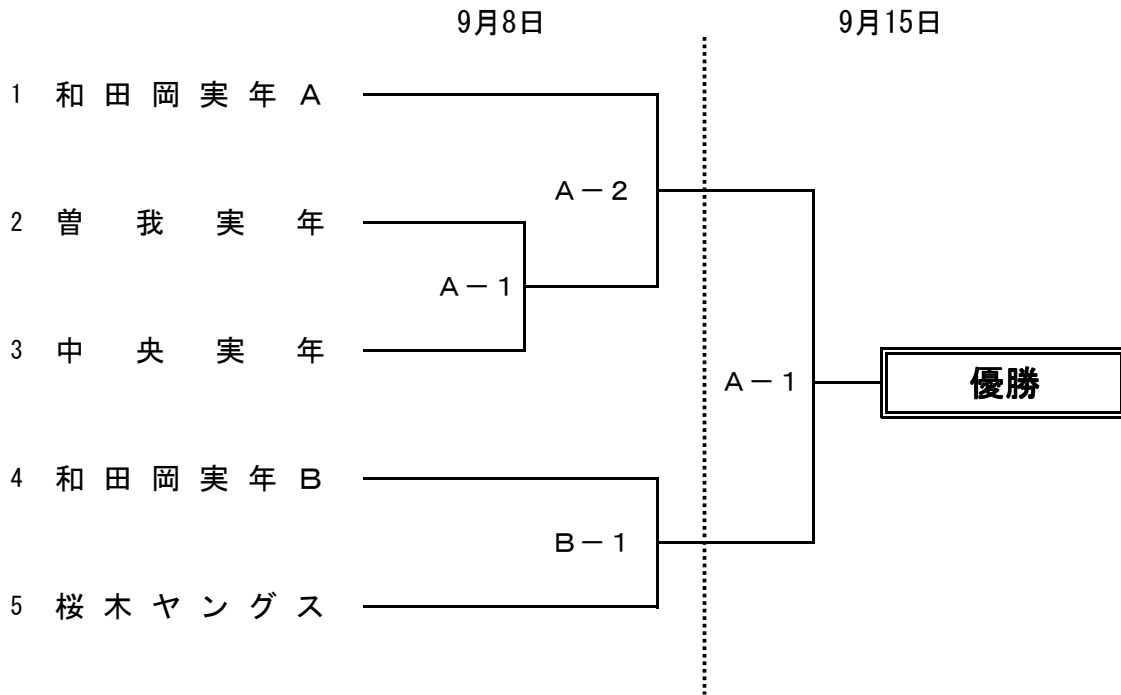 9月8日 9月15日
1 和田岡実年A
A－2
2 曽我実年
A－1
3 中央実年
A－1 優勝
4 和田岡実年B
B－1
5 桜木ヤングス